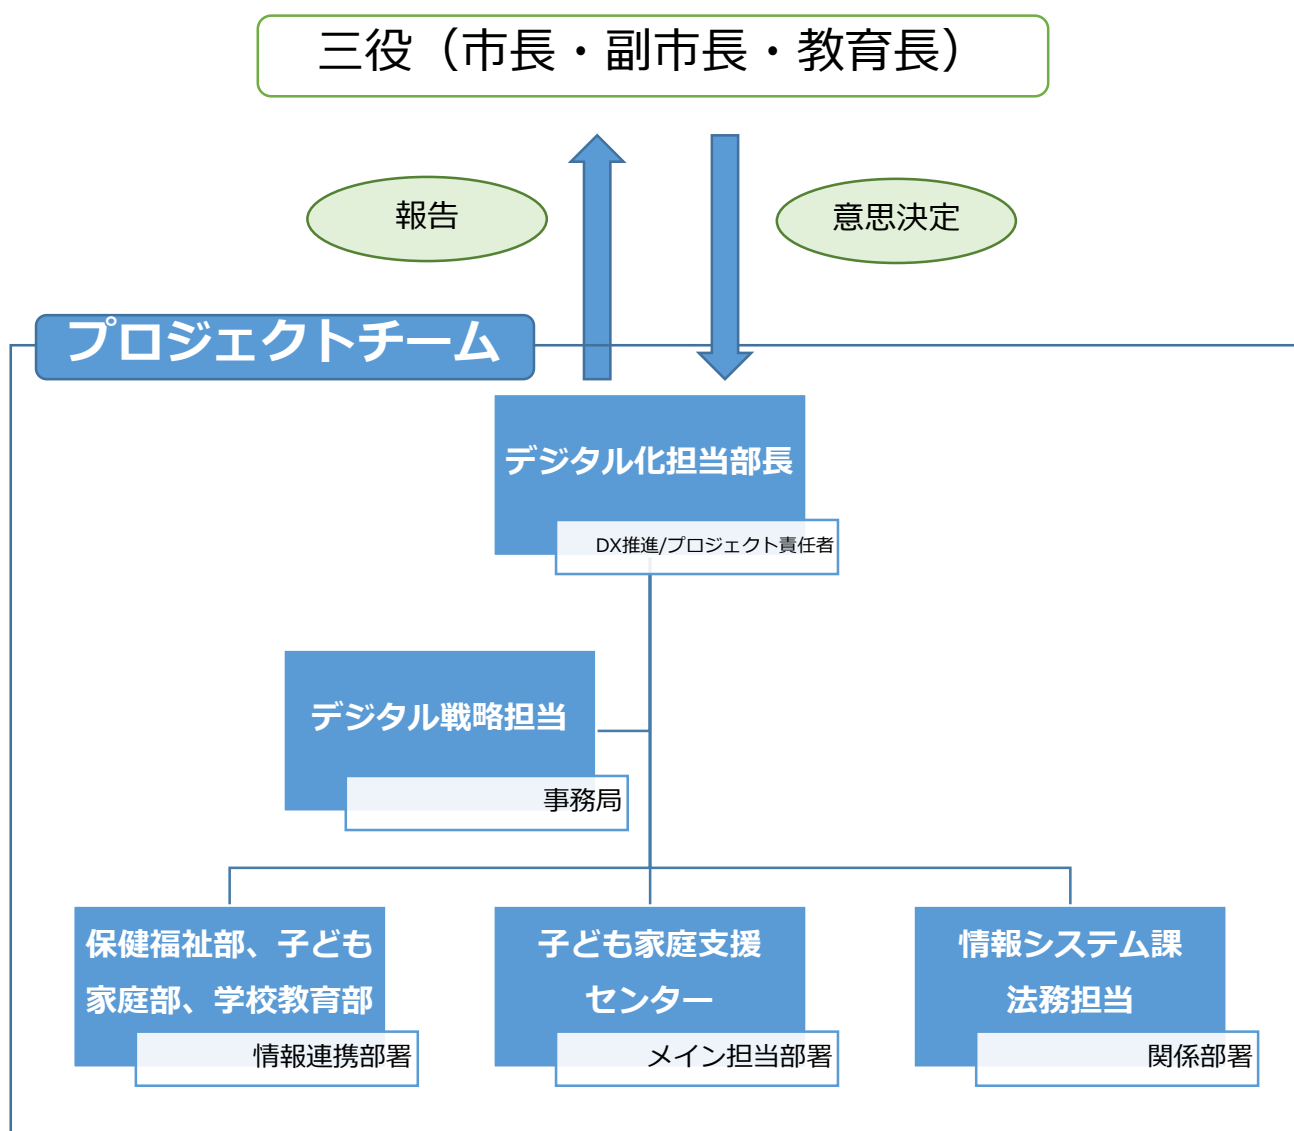 三役（市長・副市長・教育長）
報告
意思決定
プロジェクトチーム
デジタル化担当部長
DX推進/プロジェクト責任者
デジタル戦略担当
事務局
保健福祉部、子ども
家庭部、学校教育部
情報連携部署
子ども家庭支援
センター
メイン担当部署
情報システム課
法務担当
関係部署